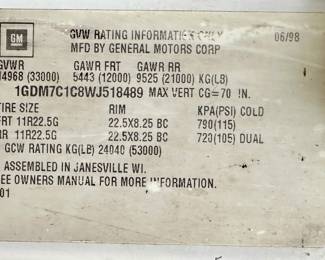 GM
GVW RATING INFORMATION ONLY 06/98
MFD BY GENERAL MOTORS CORP
GVWR GAWR FRT GAWR RR
14968 (33000) 5443 (12000) 9525 (21000) KG(LB)
1GDM7C1C8WJ518489 MAX VERT CG=70 IN.
TIRE SIZE RIM KPA(PSI) COLD
FRT 11R22.5G 22.5X8.25 BC 790(115)
RR 11R22.5G 22.5X8.25 BC 720(105) DUAL
GCW RATING KG(LB) 24040 (53000)
ASSEMBLED IN JANESVILLE WI.
SEE OWNERS MANUAL FOR MORE INFORMATION.
01